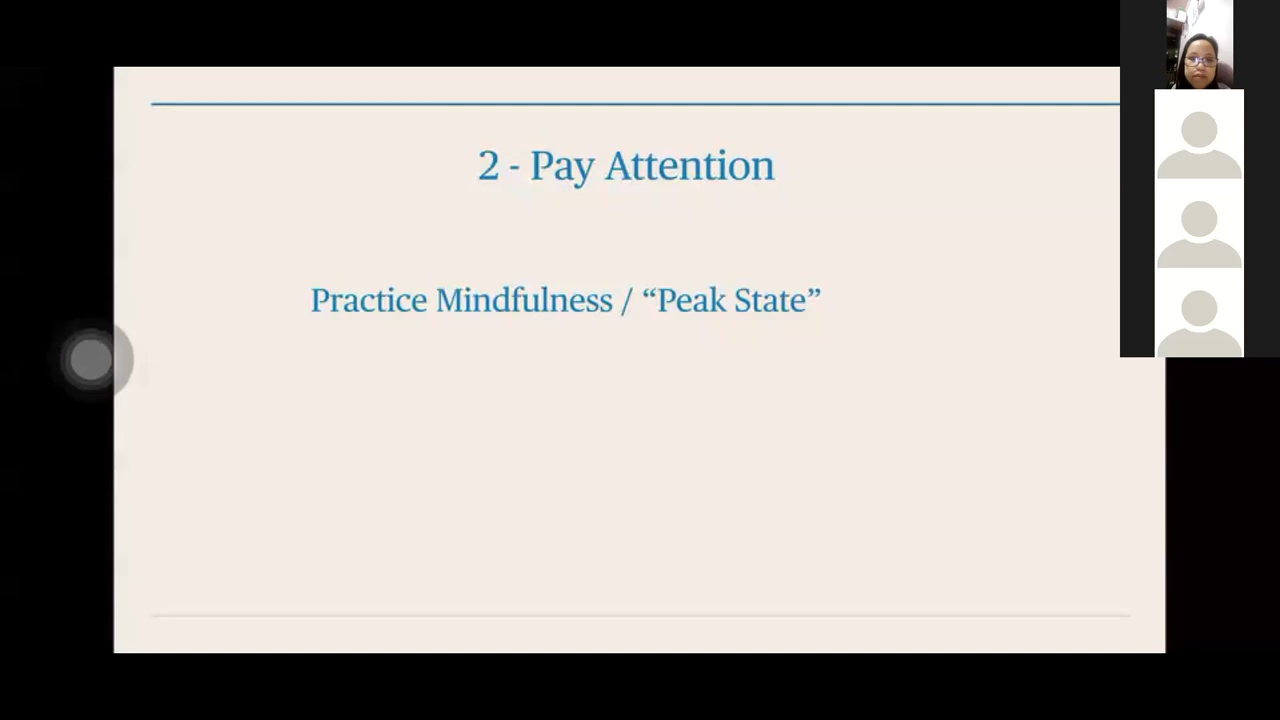 2 - Pay Attention
Practice Mindfulness / “Peak State”